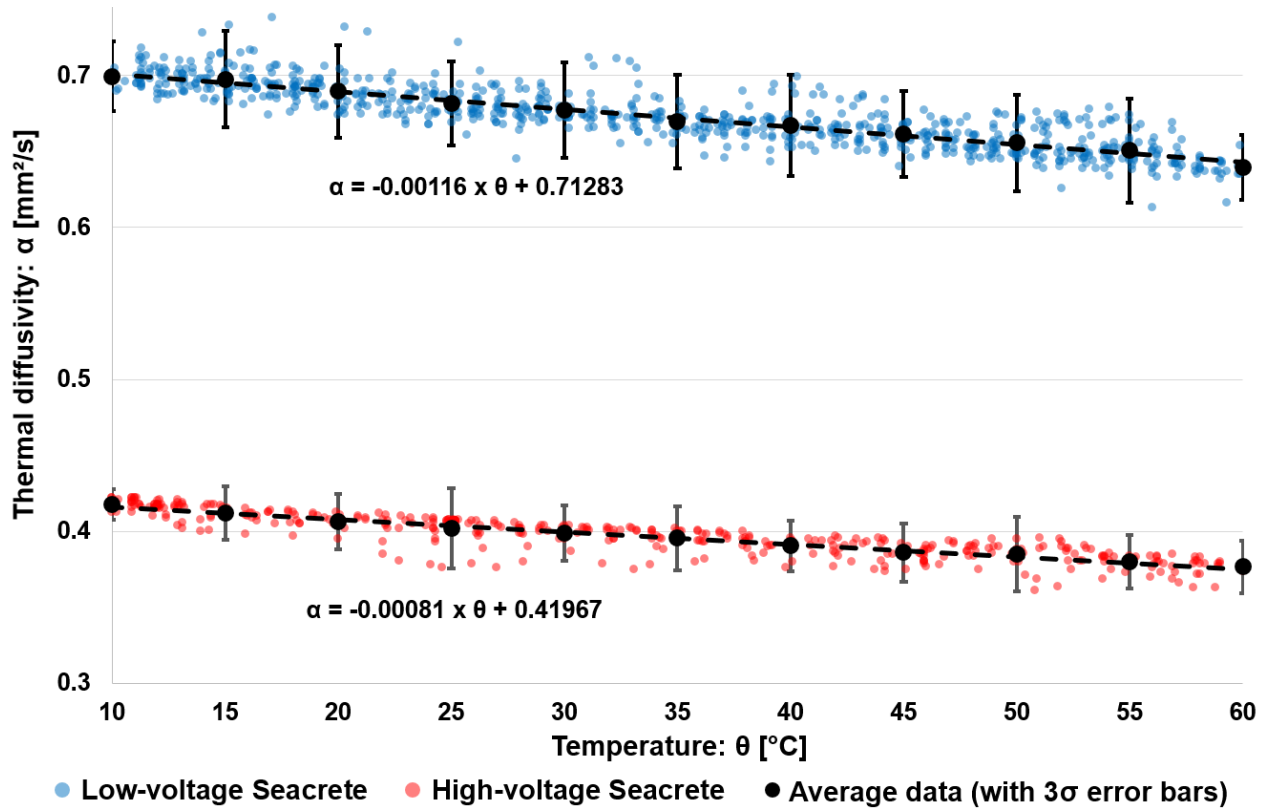 Thermal diffusivity: α [mm²/s]
0.7
0.6
0.5
0.4
0.3
α = -0.00116 x θ + 0.71283
α = -0.00081 x θ + 0.41967
10 15 20 25 30 35 40 45 50 55 60
Temperature: θ [°C]
Low-voltage Seacrete High-voltage Seacrete Average data (with 3σ error bars)